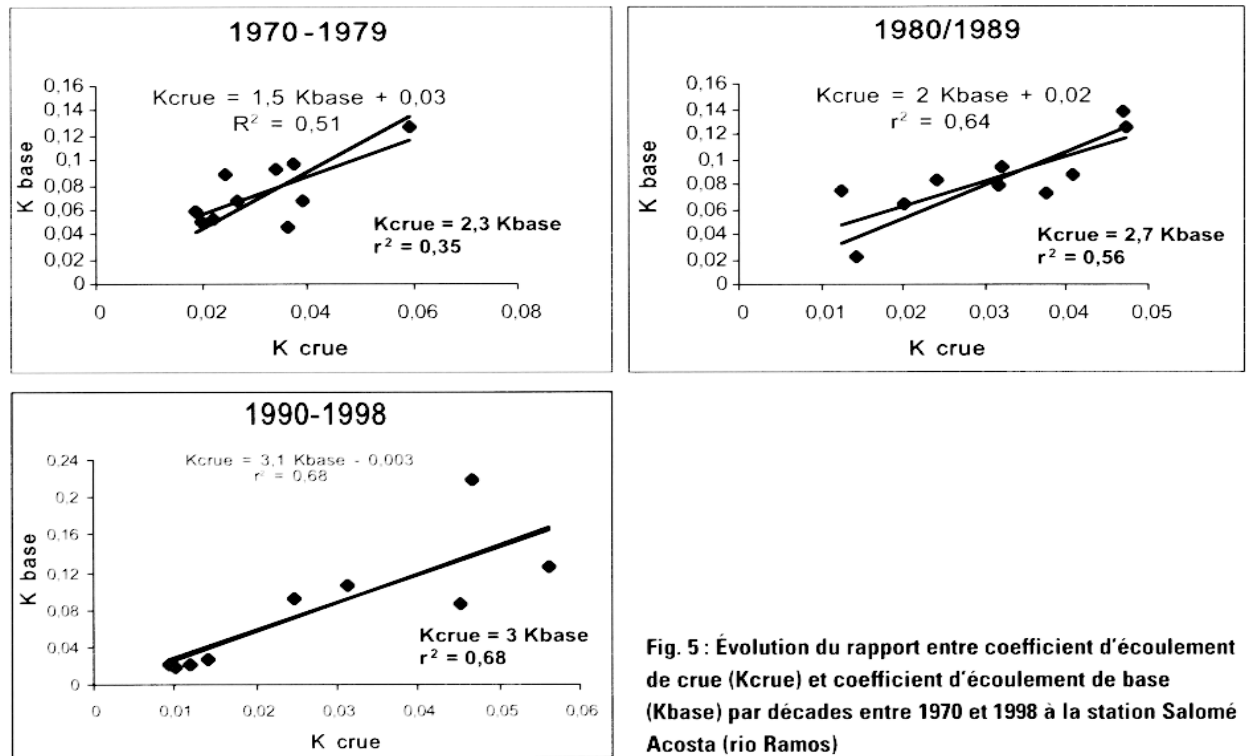 1970-1979
0,16
0,14
0,12
0,1
0,08
0,06
0,04
0,02
0
K base
Kcrue = 1,5 Kbase + 0,03
R² = 0,51
Kcrue = 2,3 Kbase
r² = 0,35
0 0,02 0,04 0,06 0,08
K crue
1980/1989
0,16
0,14
0,12
0,1
0,08
0,06
0,04
0,02
0
K base
Kcrue = 2 Kbase + 0,02
r² = 0,64
Kcrue = 2,7 Kbase
r² = 0,56
0 0,01 0,02 0,03 0,04 0,05
K crue
1990-1998
0,24
0,2
0,16
0,12
0,08
0,04
0
K base
Kcrue = 3,1 Kbase - 0,003
r² = 0,68
Kcrue = 3 Kbase
r² = 0,68
0 0,01 0,02 0,03 0,04 0,05 0,06
K crue
Fig. 5 : Évolution du rapport entre coefficient d'écoulement
de crue (Kcrue) et coefficient d'écoulement de base
(Kbase) par décades entre 1970 et 1998 à la station Salomé
Acosta (rio Ramos)